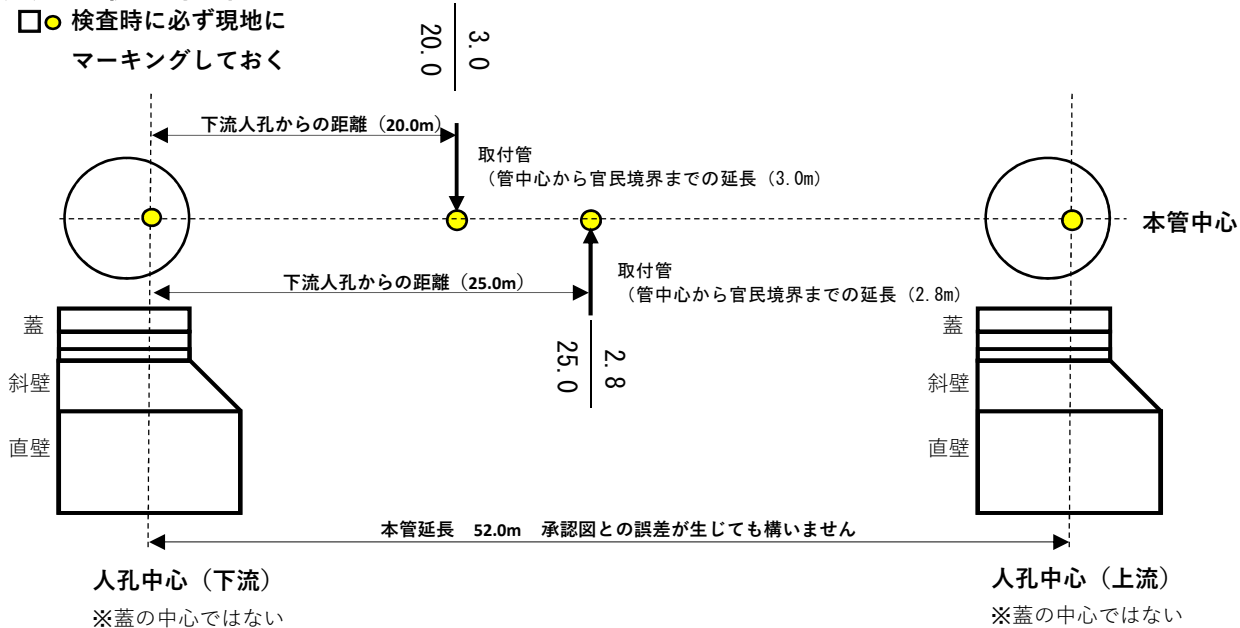 □○ 検査時に必ず現地に
マーキングしておく
3.0
20.0
下流人孔からの距離（20.0m）
取付管
（管中心から官民境界までの延長（3.0m）
本管中心
下流人孔からの距離（25.0m）
取付管
（管中心から官民境界までの延長（2.8m）
2.8
25.0
蓋
斜壁
直壁
蓋
斜壁
直壁
本管延長　52.0m　承認図との誤差が生じても構いません
人孔中心（下流）
※蓋の中心ではない
人孔中心（上流）
※蓋の中心ではない